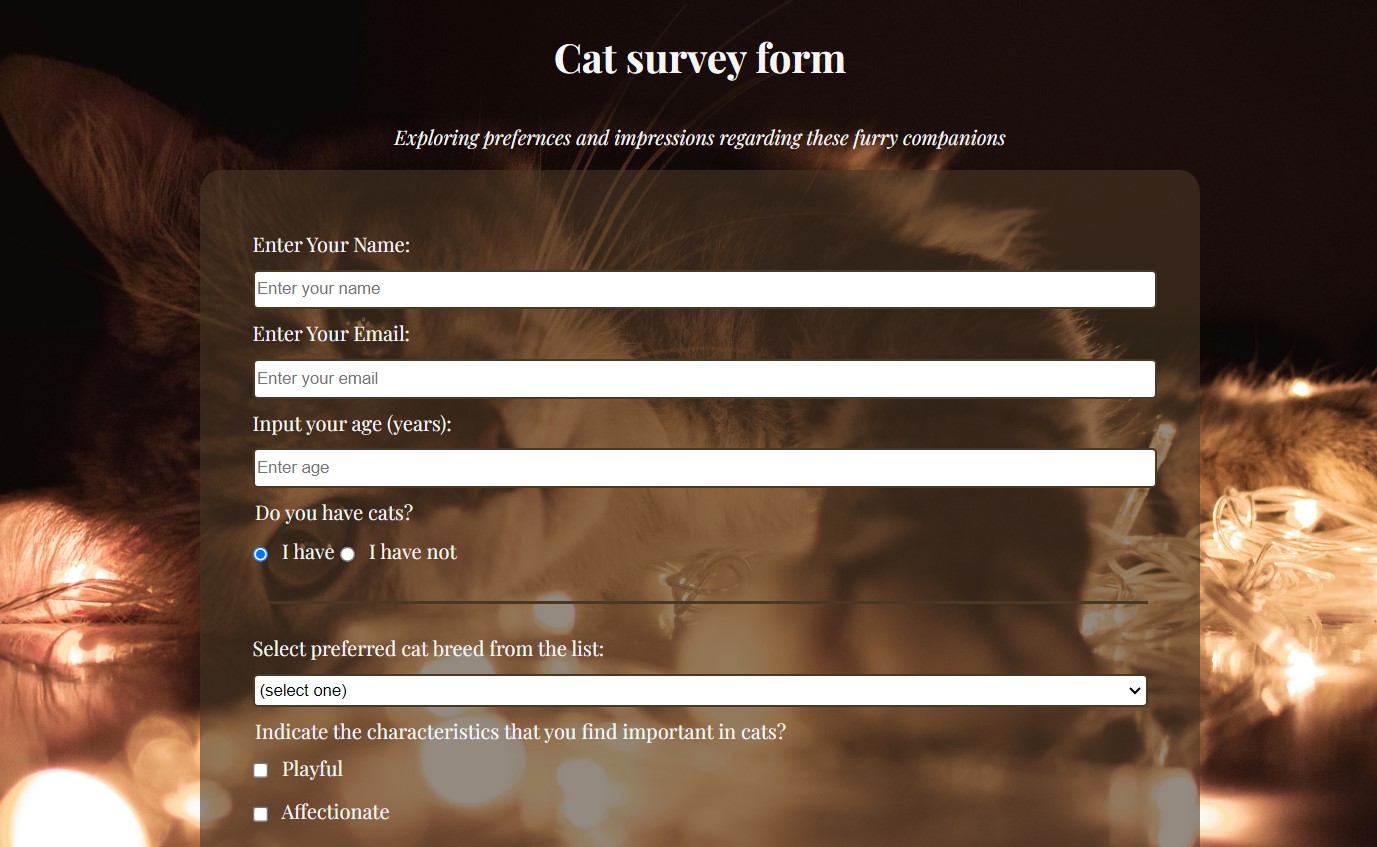 Cat survey form
Exploring prefernces and impressions regarding these furry companions
Enter Your Name:
Enter your name
Enter Your Email:
Enter your email
Input your age (years):
Enter age
Do you have cats?
I have I have not
Select preferred cat breed from the list:
(select one)
Indicate the characteristics that you find important in cats?
Playful
Affectionate